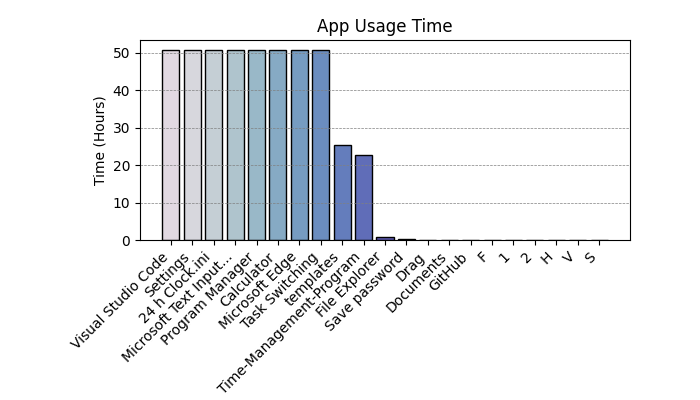 App Usage Time
Time (Hours)
50
40
30
20
10
0
Visual Studio Code
Settings
24 h Clock.ini
Microsoft Text Input...
Program Manager
Calculator
Microsoft Edge
Task Switching
templates
Time-Management-Program
File Explorer
Save password
Drag
Documents
GitHub
F
1
2
H
V
S